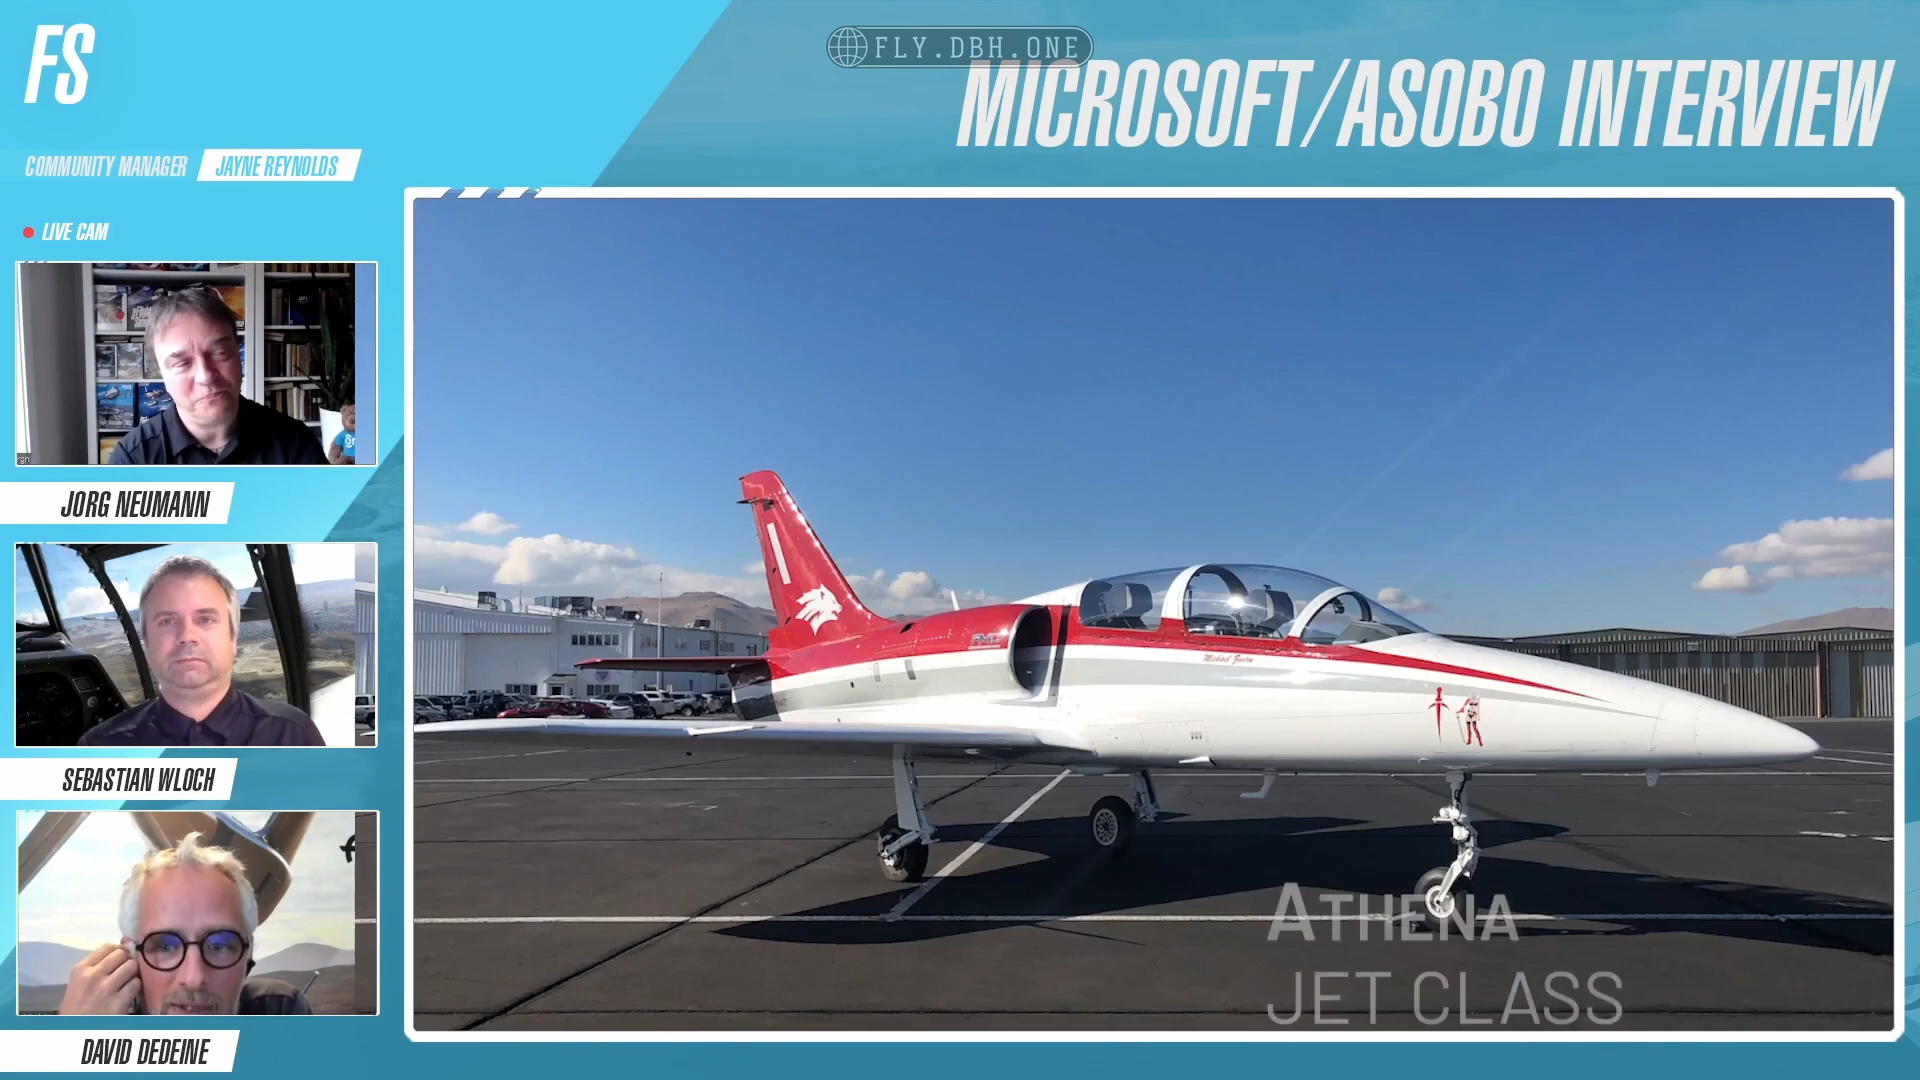 FS
FLY.DBH.ONE
MICROSOFT/ASOBO INTERVIEW
COMMUNITY MANAGER JAYNE REYNOLDS
LIVE CAM
JORG NEUMANN
SEBASTIAN WLOCH
DAVID DEDEINE
ATHENA
JET CLASS